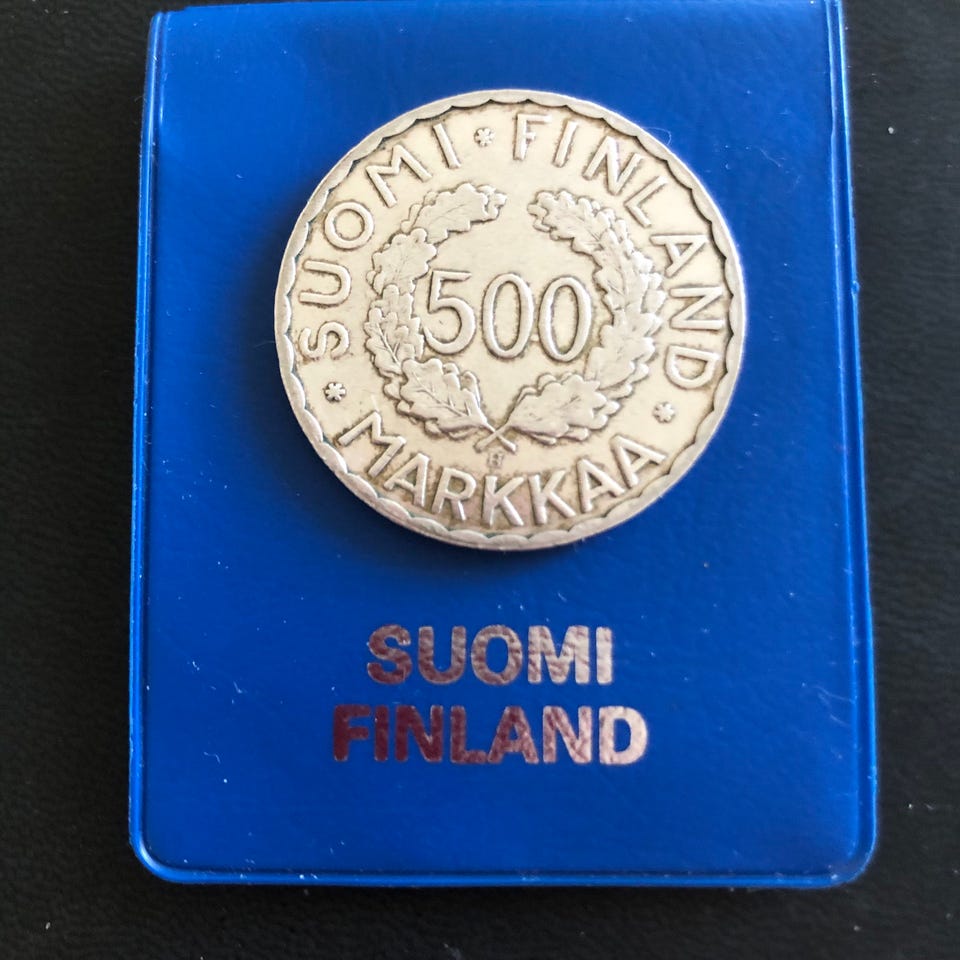 SUOMI * FINLAND
500
* MARKKAA *
H
SUOMI
FINLAND